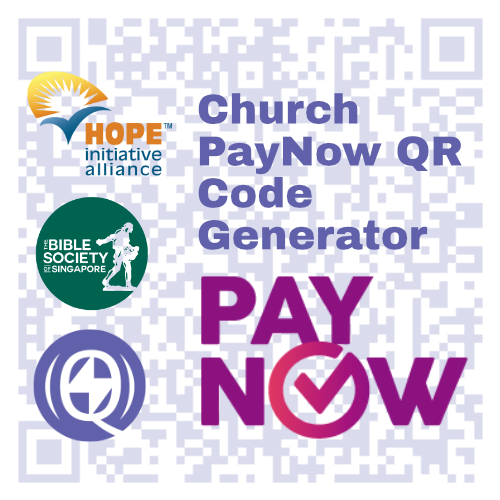 HOPE™
initiative
alliance
THE BIBLE
SOCIETY
OF SINGAPORE
Q
Church
PayNow QR
Code
Generator
PAY
NOW